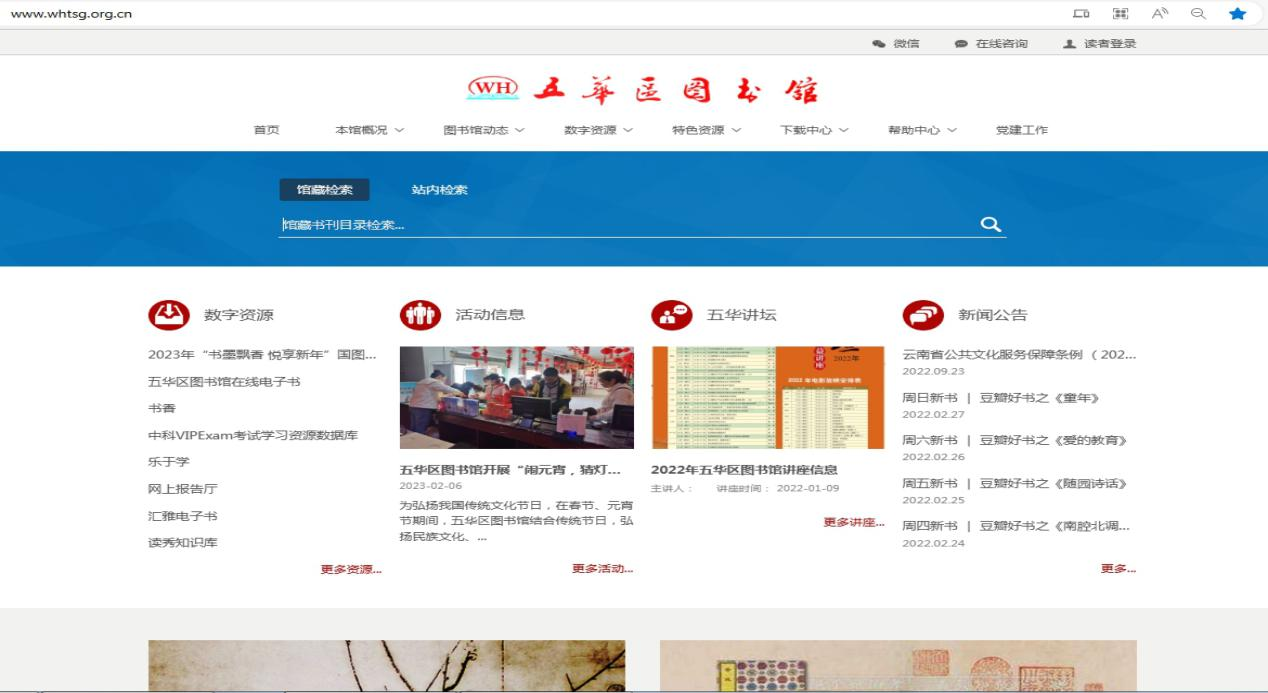 www.whtsg.org.cn
微信 在线咨询 读者登录
WH 五華区图书馆
首页 本馆概况 图书馆动态 数字资源 特色资源 下载中心 帮助中心 党建工作
馆藏检索 站内检索
馆藏书刊目录检索...
数字资源
2023年“书墨飘香 悦享新年”国图...
五华区图书馆在线电子书
书香
中科VIPExam考试学习资源数据库
乐于学
网上报告厅
汇雅电子书
读秀知识库
更多资源...
活动信息
五华区图书馆开展“闹元宵，猜灯...
2023-02-06
为弘扬我国传统文化节日，在春节、元宵
节期间，五华区图书馆结合传统节日，弘
扬民族文化、...
更多活动...
五华讲坛
2022年
2022 年电影放映安排表
2022年五华区图书馆讲座信息
主讲人： 讲座时间： 2022-01-09
更多讲座...
新闻公告
云南省公共文化服务保障条例（202...
2022.09.23
周日新书 | 豆瓣好书之《童年》
2022.02.27
周六新书 | 豆瓣好书之《爱的教育》
2022.02.26
周五新书 | 豆瓣好书之《随园诗话》
2022.02.25
周四新书 | 豆瓣好书之《南腔北调...
2022.02.24
更多...